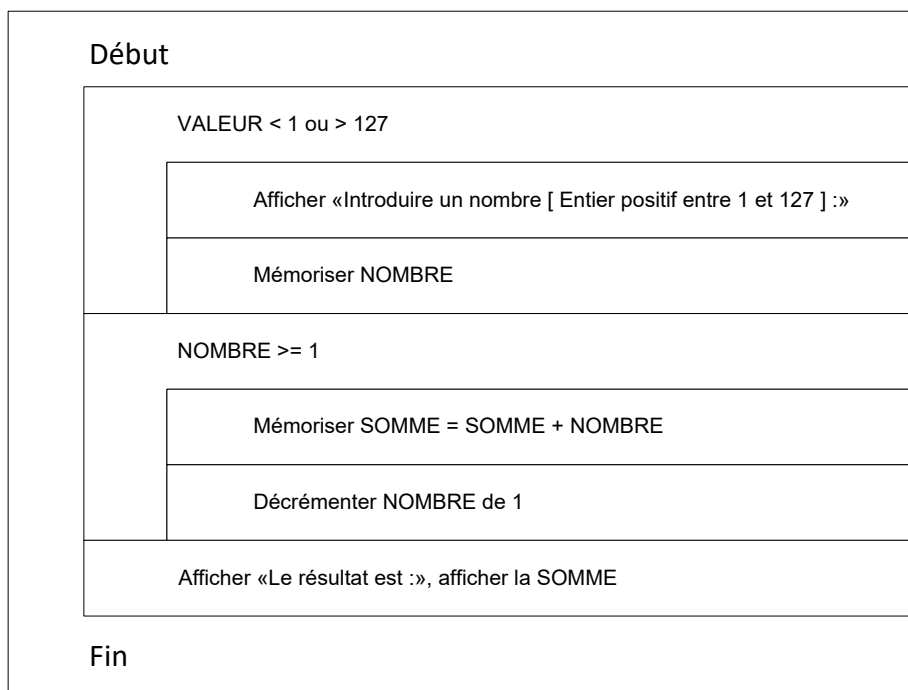 Début
VALEUR < 1 ou > 127
Afficher «Introduire un nombre [ Entier positif entre 1 et 127 ] :»
Mémoriser NOMBRE
NOMBRE >= 1
Mémoriser SOMME = SOMME + NOMBRE
Décrémenter NOMBRE de 1
Afficher «Le résultat est :», afficher la SOMME
Fin